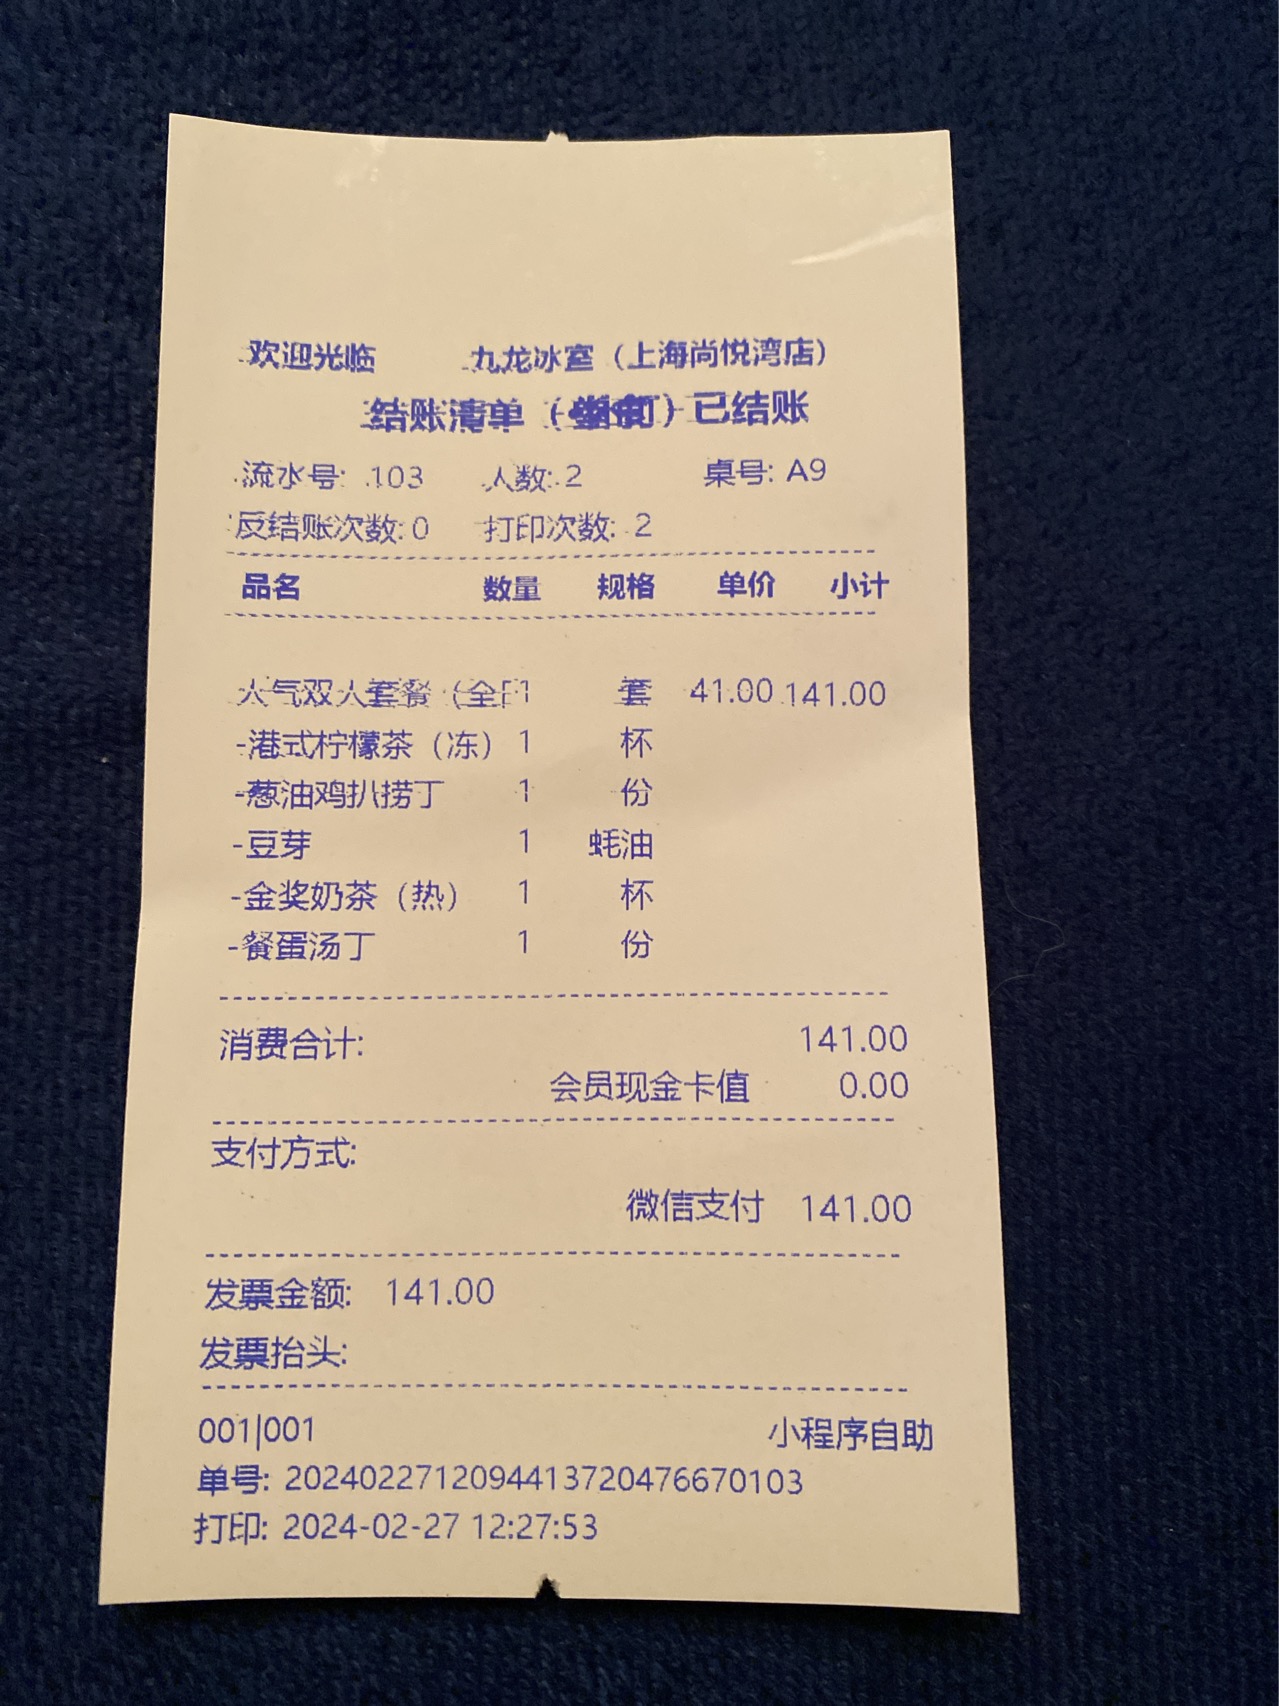 欢迎光临 九龙冰室（上海尚悦湾店）
结账清单（）已结账
流水号: 103 人数: 2 桌号: A9
反结账次数: 0 打印次数: 2
品名 数量 规格 单价 小计
人气双人套餐（全日 1 套 41.00 141.00
-港式柠檬茶（冻） 1 杯
-葱油鸡扒捞丁 1 份
-豆芽 1 蚝油
-金奖奶茶（热） 1 杯
-餐蛋汤丁 1 份
消费合计: 141.00
会员现金卡值 0.00
支付方式:
微信支付 141.00
发票金额: 141.00
发票抬头:
001|001 小程序自助
单号: 20240227120944137204766​70103
打印: 2024-02-27 12:27:53